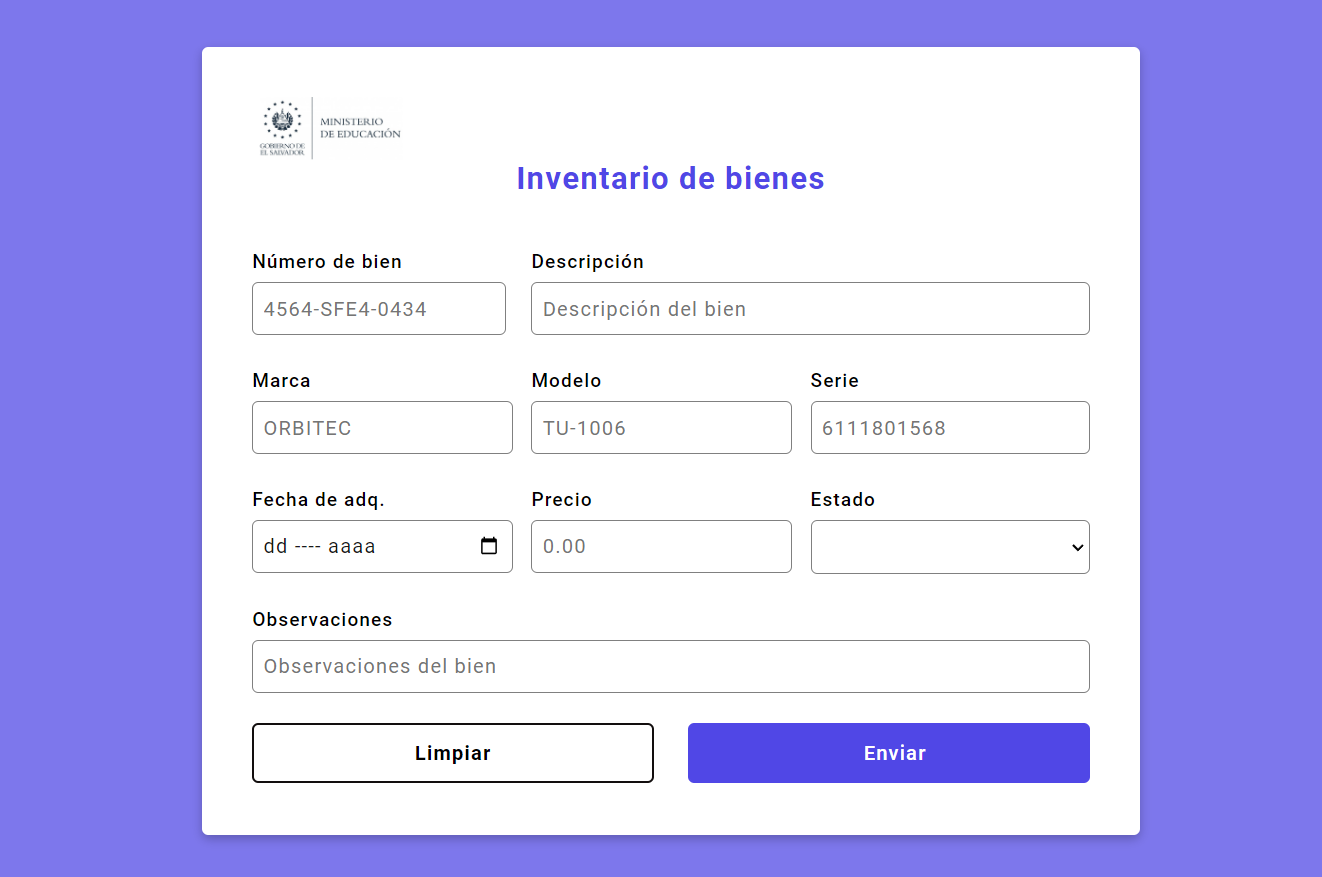 MINISTERIO
DE EDUCACIÓN
GOBIERNO DE
EL SALVADOR
Inventario de bienes
Número de bien
Descripción
4564-SFE4-0434
Descripción del bien
Marca
Modelo
Serie
ORBITEC
TU-1006
6111801568
Fecha de adq.
Precio
Estado
dd ---- aaaa
0.00
Observaciones
Observaciones del bien
Limpiar
Enviar